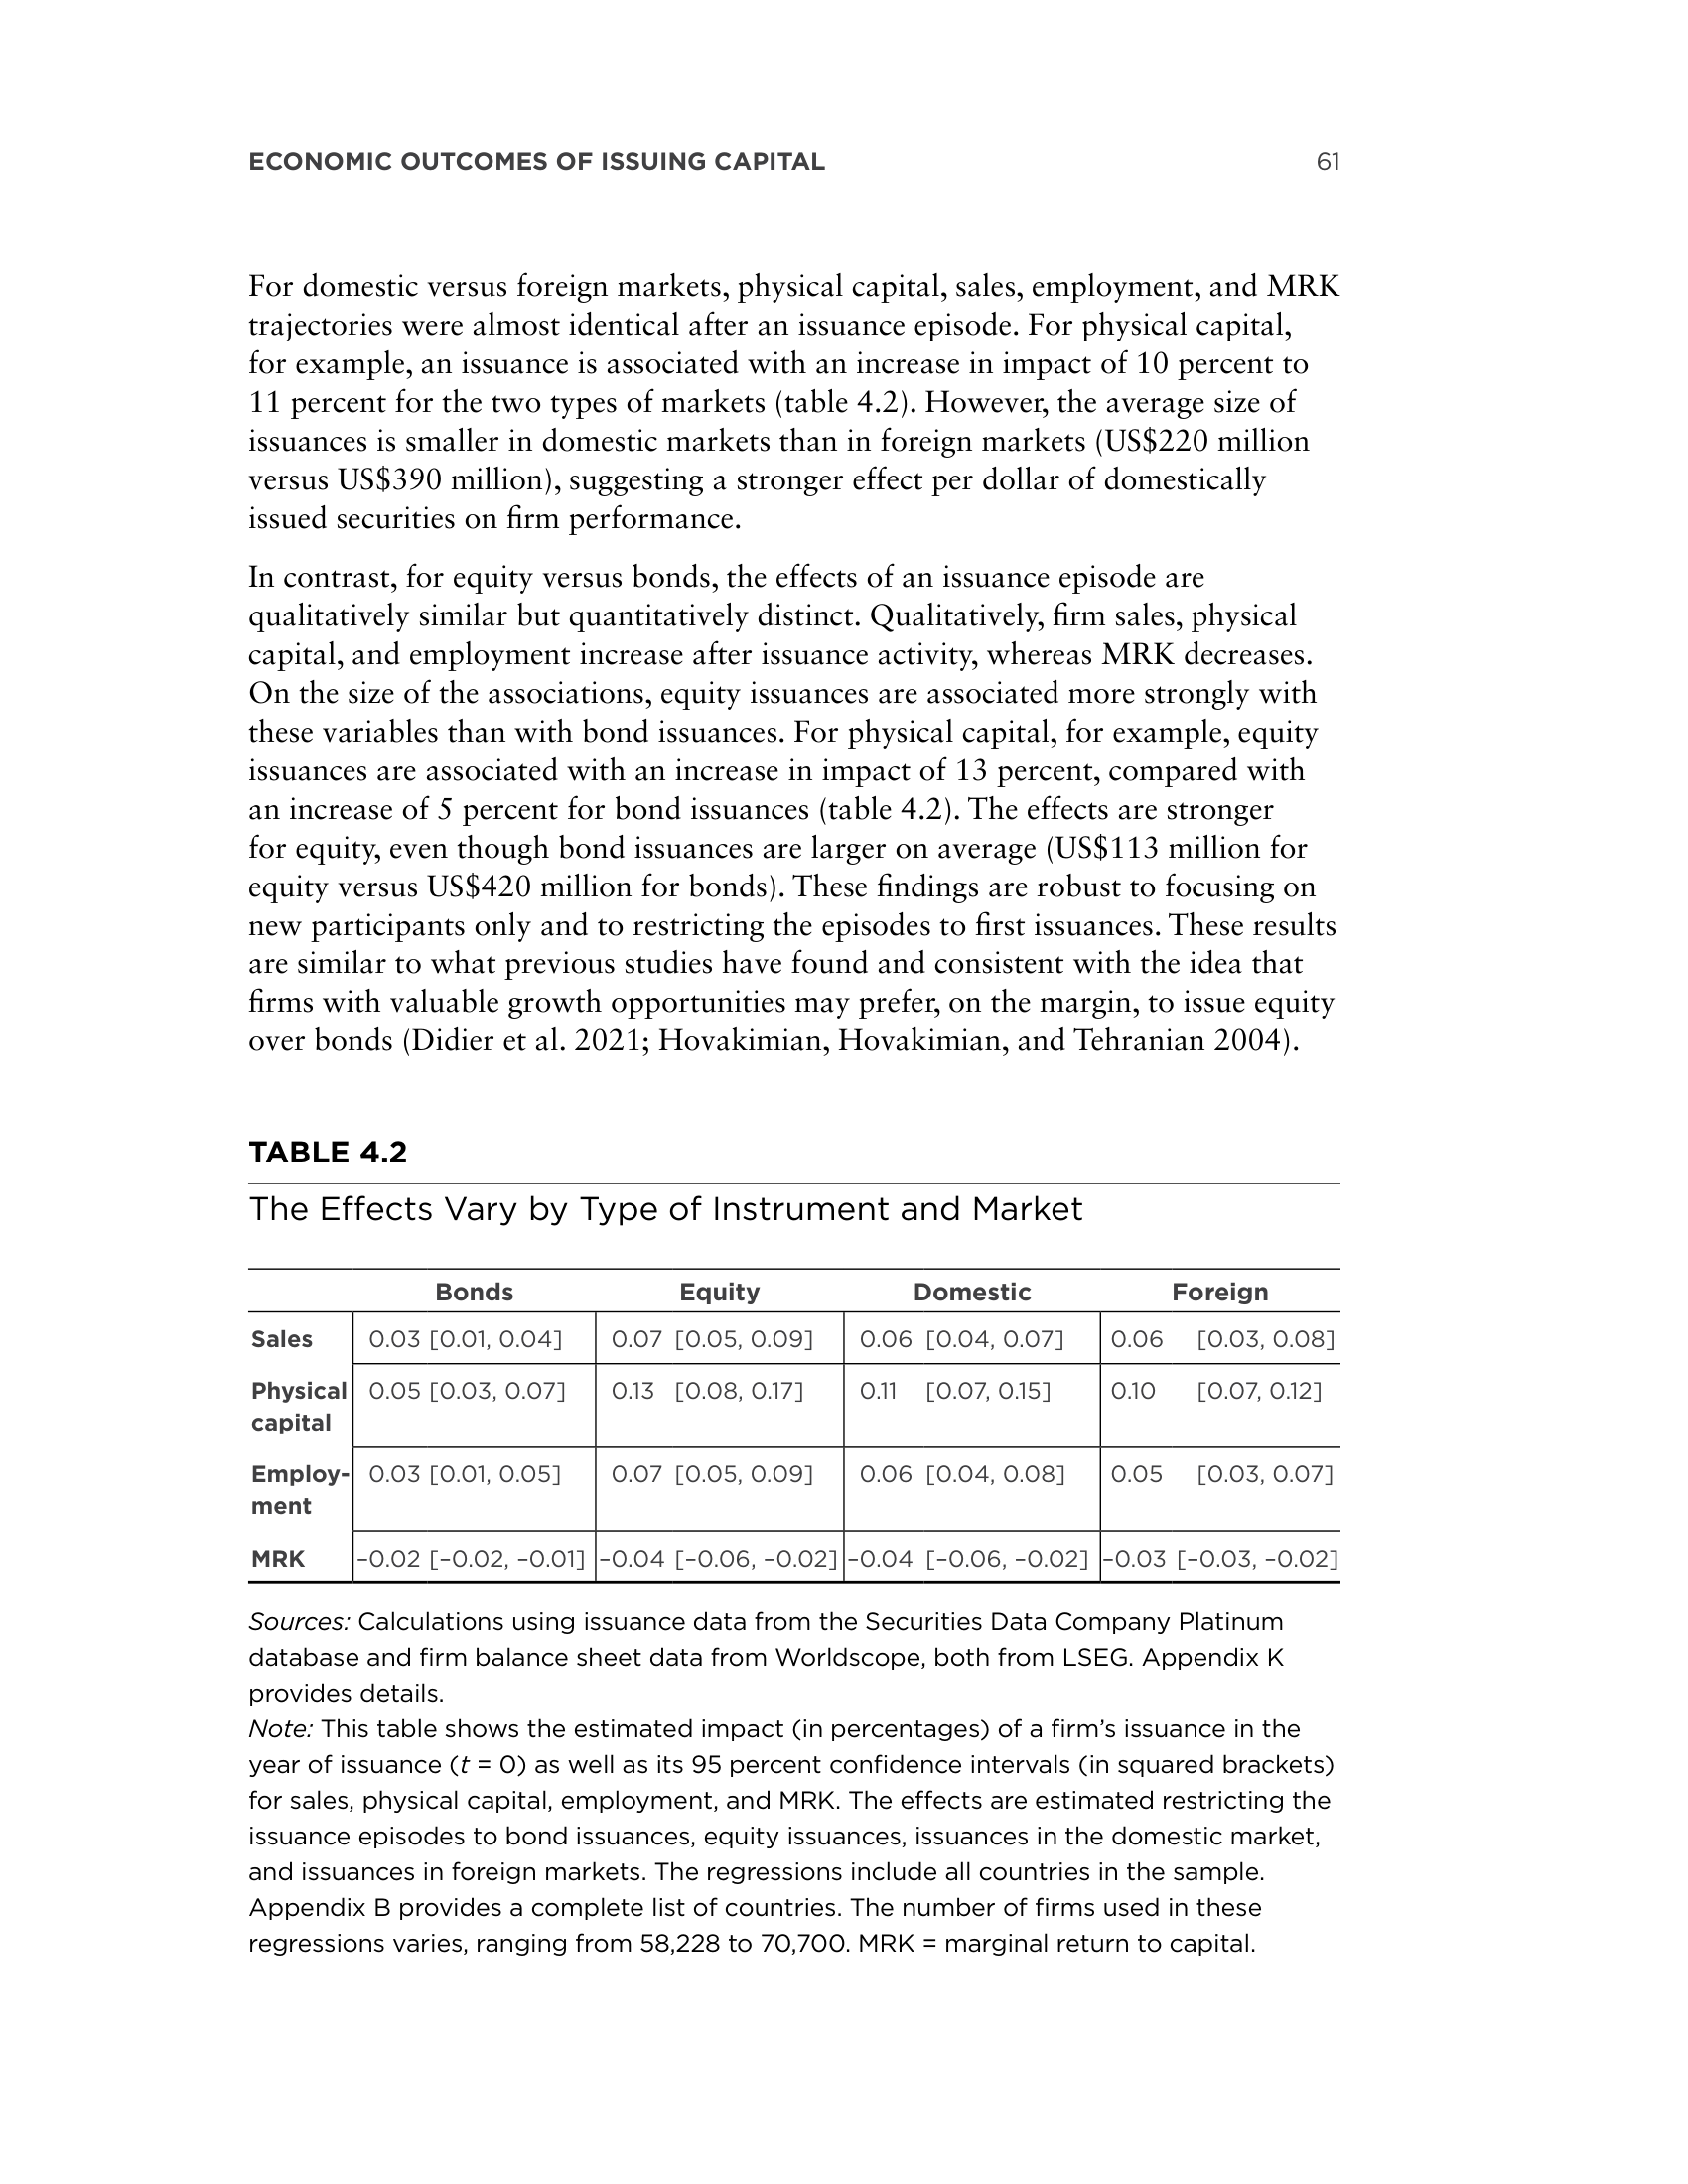 ECONOMIC OUTCOMES OF ISSUING CAPITAL 61
For domestic versus foreign markets, physical capital, sales, employment, and MRK
trajectories were almost identical after an issuance episode. For physical capital,
for example, an issuance is associated with an increase in impact of 10 percent to
11 percent for the two types of markets (table 4.2). However, the average size of
issuances is smaller in domestic markets than in foreign markets (US$220 million
versus US$390 million), suggesting a stronger effect per dollar of domestically
issued securities on firm performance.
In contrast, for equity versus bonds, the effects of an issuance episode are
qualitatively similar but quantitatively distinct. Qualitatively, firm sales, physical
capital, and employment increase after issuance activity, whereas MRK decreases.
On the size of the associations, equity issuances are associated more strongly with
these variables than with bond issuances. For physical capital, for example, equity
issuances are associated with an increase in impact of 13 percent, compared with
an increase of 5 percent for bond issuances (table 4.2). The effects are stronger
for equity, even though bond issuances are larger on average (US$113 million for
equity versus US$420 million for bonds). These findings are robust to focusing on
new participants only and to restricting the episodes to first issuances. These results
are similar to what previous studies have found and consistent with the idea that
firms with valuable growth opportunities may prefer, on the margin, to issue equity
over bonds (Didier et al. 2021; Hovakimian, Hovakimian, and Tehranian 2004).
TABLE 4.2
The Effects Vary by Type of Instrument and Market
Bonds Equity Domestic Foreign
Sales 0.03 [0.01, 0.04] 0.07 [0.05, 0.09] 0.06 [0.04, 0.07] 0.06 [0.03, 0.08]
Physical 0.05 [0.03, 0.07] 0.13 [0.08, 0.17] 0.11 [0.07, 0.15] 0.10 [0.07, 0.12]
capital
Employ- 0.03 [0.01, 0.05] 0.07 [0.05, 0.09] 0.06 [0.04, 0.08] 0.05 [0.03, 0.07]
ment
MRK –0.02 [–0.02, –0.01] –0.04 [–0.06, –0.02] –0.04 [–0.06, –0.02] –0.03 [–0.03, –0.02]
Sources: Calculations using issuance data from the Securities Data Company Platinum
database and firm balance sheet data from Worldscope, both from LSEG. Appendix K
provides details.
Note: This table shows the estimated impact (in percentages) of a firm’s issuance in the
year of issuance (t = 0) as well as its 95 percent confidence intervals (in squared brackets)
for sales, physical capital, employment, and MRK. The effects are estimated restricting the
issuance episodes to bond issuances, equity issuances, issuances in the domestic market,
and issuances in foreign markets. The regressions include all countries in the sample.
Appendix B provides a complete list of countries. The number of firms used in these
regressions varies, ranging from 58,228 to 70,700. MRK = marginal return to capital.